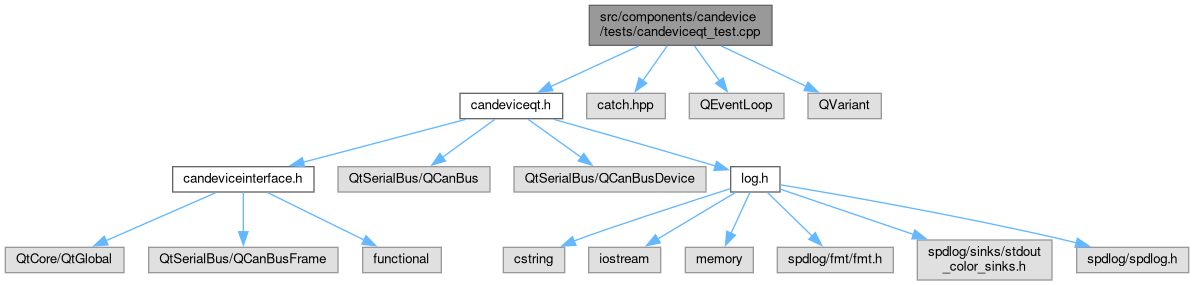 src/components/candevice
/tests/candeviceqt_test.cpp
candeviceqt.h
catch.hpp
QEventLoop
QVariant
candeviceinterface.h
QtSerialBus/QCanBus
QtSerialBus/QCanBusDevice
log.h
QtCore/QtGlobal
QtSerialBus/QCanBusFrame
functional
cstring
iostream
memory
spdlog/fmt/fmt.h
spdlog/sinks/stdout
_color_sinks.h
spdlog/spdlog.h